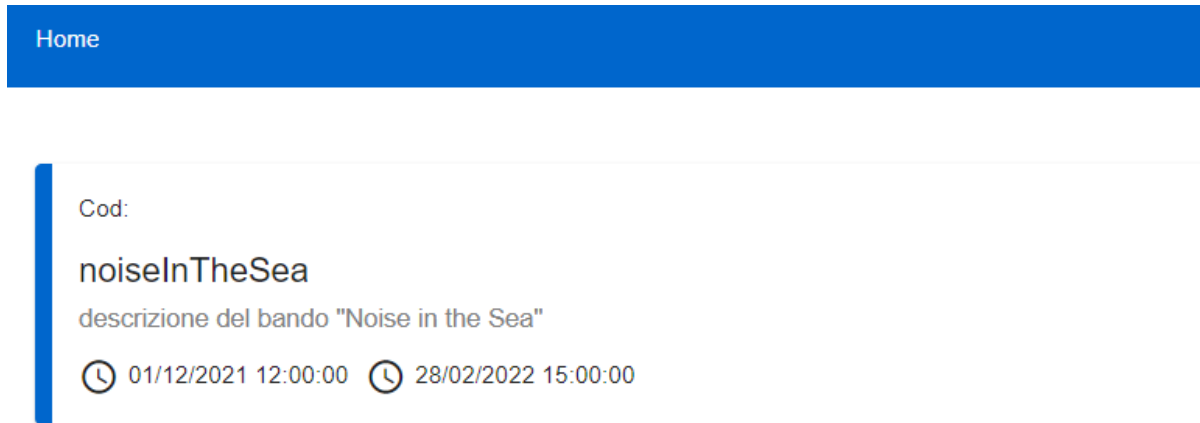 Home
Cod:
noiseInTheSea
descrizione del bando "Noise in the Sea"
01/12/2021 12:00:00 28/02/2022 15:00:00